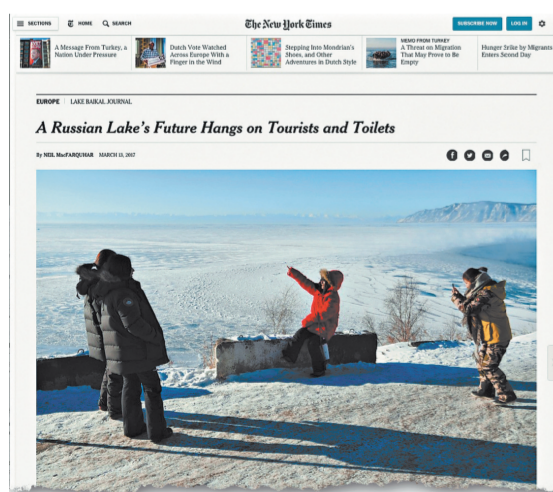 SECTIONS HOME SEARCH The New York Times SUBSCRIBE NOW LOG IN
A Message From Turkey, a
Nation Under Pressure
Dutch Vote Watched
Across Europe With a
Finger in the Wind
Stepping Into Mondrian's
Shoes, and Other
Adventures in Dutch Style
MEMO FROM TURKEY
A Threat on Migration
That May Prove to Be
Empty
Hunger Strike by Migrants
Enters Second Day
EUROPE | LAKE BAIKAL JOURNAL
A Russian Lake's Future Hangs on Tourists and Toilets
By NEIL MacFARQUHAR MARCH 13, 2017